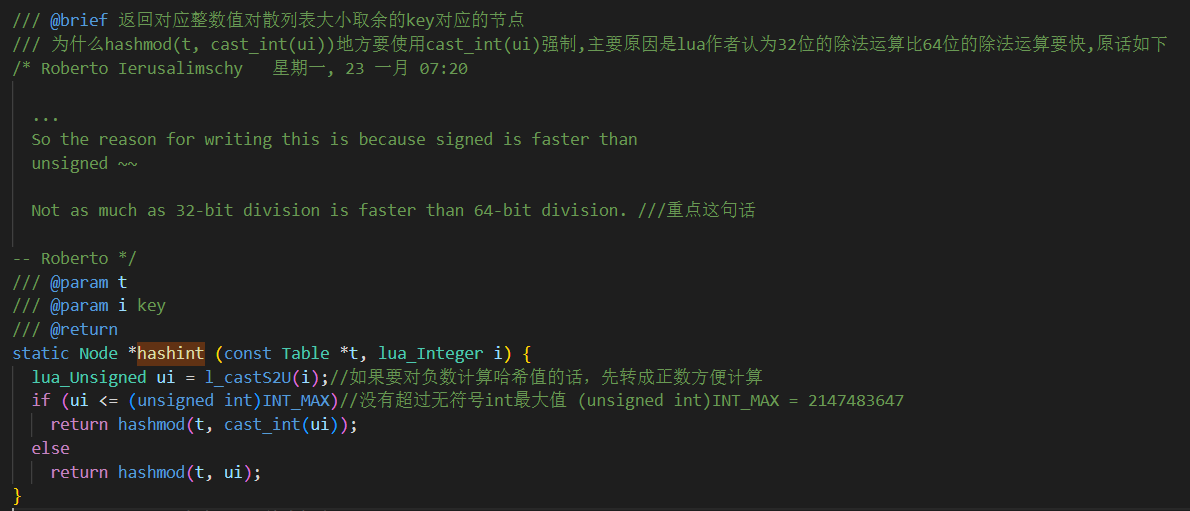 /// @brief 返回对应整数值对散列表大小取余的key对应的节点
/// 为什么hashmod(t, cast_int(ui))地方要使用cast_int(ui)强制,主要原因是lua作者认为32位的除法运算比64位的除法运算要快,原话如下
/* Roberto Ierusalimschy   星期一, 23 一月 07:20
...
So the reason for writing this is because signed is faster than
unsigned ~~
Not as much as 32-bit division is faster than 64-bit division. ///重点这句话
-- Roberto */
/// @param t
/// @param i key
/// @return
static Node *hashint (const Table *t, lua_Integer i) {
  lua_Unsigned ui = l_castS2U(i);//如果要对负数计算哈希值的话，先转成正数方便计算
  if (ui <= (unsigned int)INT_MAX)//没有超过无符号int最大值 (unsigned int)INT_MAX = 2147483647
    return hashmod(t, cast_int(ui));
  else
    return hashmod(t, ui);
}